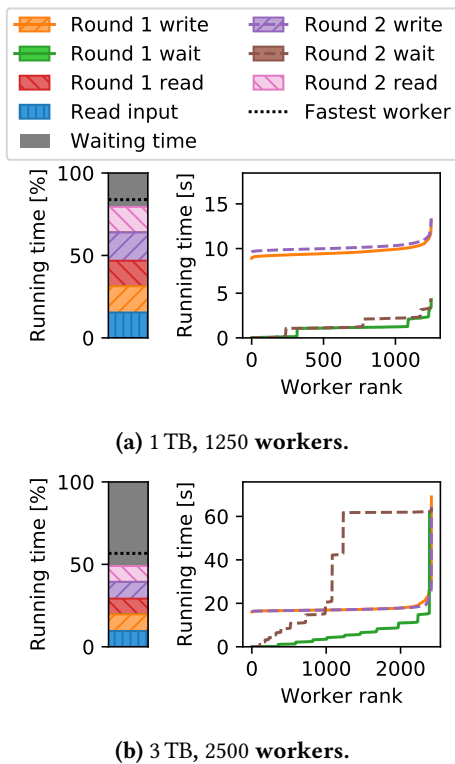 Round 1 write
Round 2 write
Round 1 wait
Round 2 wait
Round 1 read
Round 2 read
Read input
Fastest worker
Waiting time
Running time [%]
100
50
0
Running time [s]
15
10
5
0
0 500 1000
Worker rank
(a) 1 TB, 1250 workers.
Running time [%]
100
50
0
Running time [s]
60
40
20
0
0 1000 2000
Worker rank
(b) 3 TB, 2500 workers.